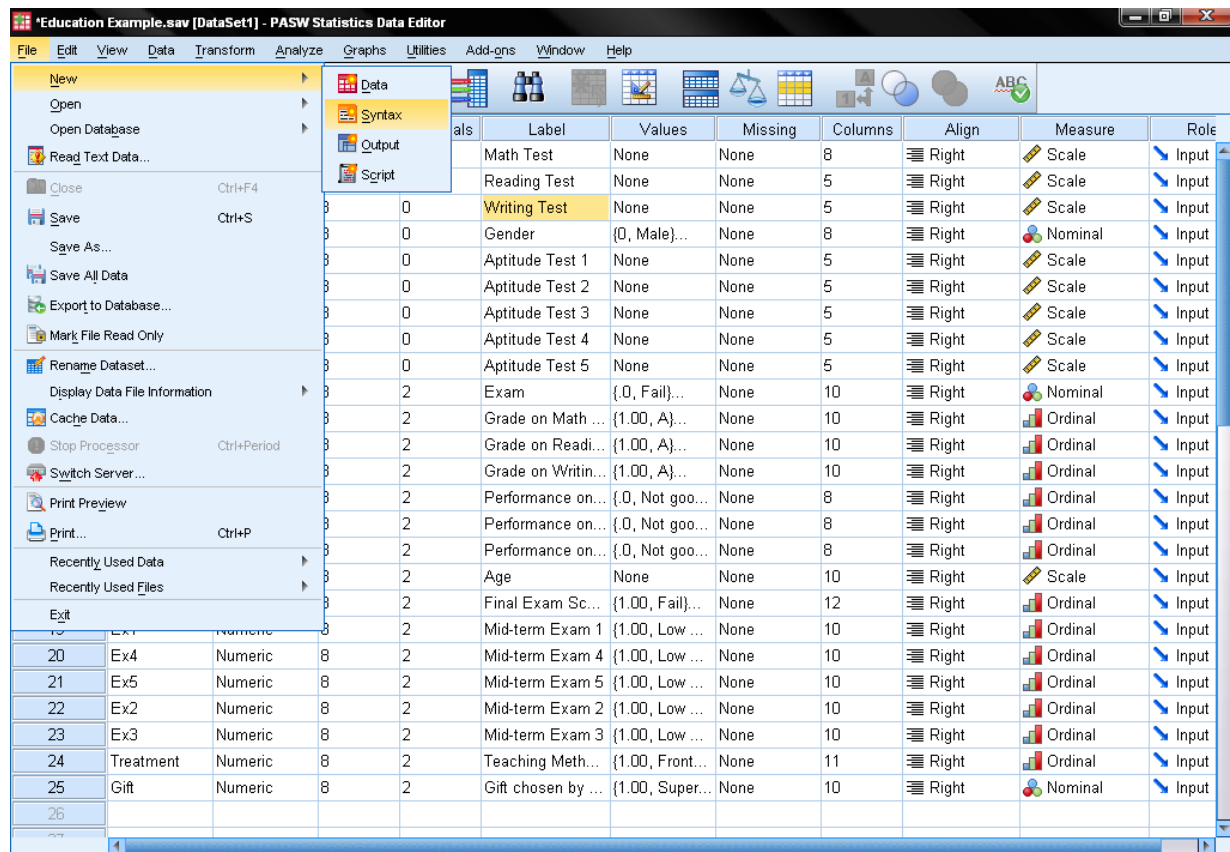 *Education Example.sav [DataSet1] - PASW Statistics Data Editor
File Edit View Data Transform Analyze Graphs Utilities Add-ons Window Help
New
Open
Open Database
Read Text Data...
Close Ctrl+F4
Save Ctrl+S
Save As...
Save All Data
Export to Database...
Mark File Read Only
Rename Dataset...
Display Data File Information
Cache Data...
Stop Processor Ctrl+Period
Switch Server...
Print Preview
Print... Ctrl+P
Recently Used Data
Recently Used Files
Exit
Data
Syntax
Output
Script
A
1 4
ABC
als Label Values Missing Columns Align Measure Role
Math Test None None 8 Right Scale Input
Reading Test None None 5 Right Scale Input
0 Writing Test None None 5 Right Scale Input
0 Gender {0, Male}... None 8 Right Nominal Input
0 Aptitude Test 1 None None 5 Right Scale Input
0 Aptitude Test 2 None None 5 Right Scale Input
0 Aptitude Test 3 None None 5 Right Scale Input
0 Aptitude Test 4 None None 5 Right Scale Input
0 Aptitude Test 5 None None 5 Right Scale Input
2 Exam {.0, Fail}... None 10 Right Nominal Input
2 Grade on Math ... {1.00, A}... None 10 Right Ordinal Input
2 Grade on Readi... {1.00, A}... None 10 Right Ordinal Input
2 Grade on Writin... {1.00, A}... None 10 Right Ordinal Input
2 Performance on... {.0, Not goo... None 8 Right Ordinal Input
2 Performance on... {.0, Not goo... None 8 Right Ordinal Input
2 Performance on... {.0, Not goo... None 8 Right Ordinal Input
2 Age None None 10 Right Scale Input
2 Final Exam Sc... {1.00, Fail}... None 12 Right Ordinal Input
19 Ex1 Numeric 8 2 Mid-term Exam 1 {1.00, Low ... None 10 Right Ordinal Input
20 Ex4 Numeric 8 2 Mid-term Exam 4 {1.00, Low ... None 10 Right Ordinal Input
21 Ex5 Numeric 8 2 Mid-term Exam 5 {1.00, Low ... None 10 Right Ordinal Input
22 Ex2 Numeric 8 2 Mid-term Exam 2 {1.00, Low ... None 10 Right Ordinal Input
23 Ex3 Numeric 8 2 Mid-term Exam 3 {1.00, Low ... None 10 Right Ordinal Input
24 Treatment Numeric 8 2 Teaching Meth... {1.00, Front... None 11 Right Ordinal Input
25 Gift Numeric 8 2 Gift chosen by ... {1.00, Super... None 10 Right Nominal Input
26